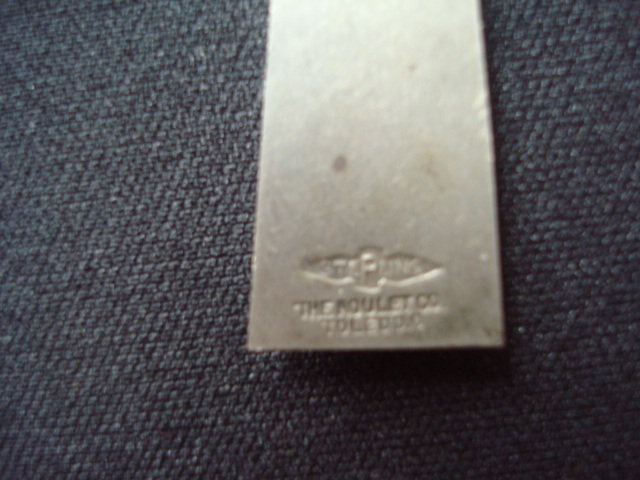 THE ROULET CO.
TOLEDO. O.